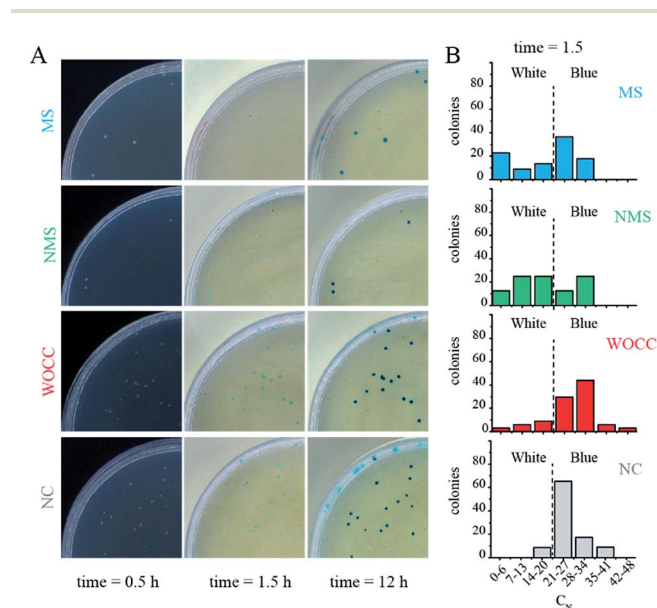 A
B
time = 1.5
MS
NMS
WOCC
NC
time = 0.5 h
time = 1.5 h
time = 12 h
White Blue
MS
colonies
80
60
40
20
0
White Blue
NMS
colonies
80
60
40
20
0
White Blue
WOCC
colonies
80
60
40
20
0
White Blue
NC
colonies
80
60
40
20
0
0-6 7-13 14-20 21-27 28-34 35-41 42-48
C_N